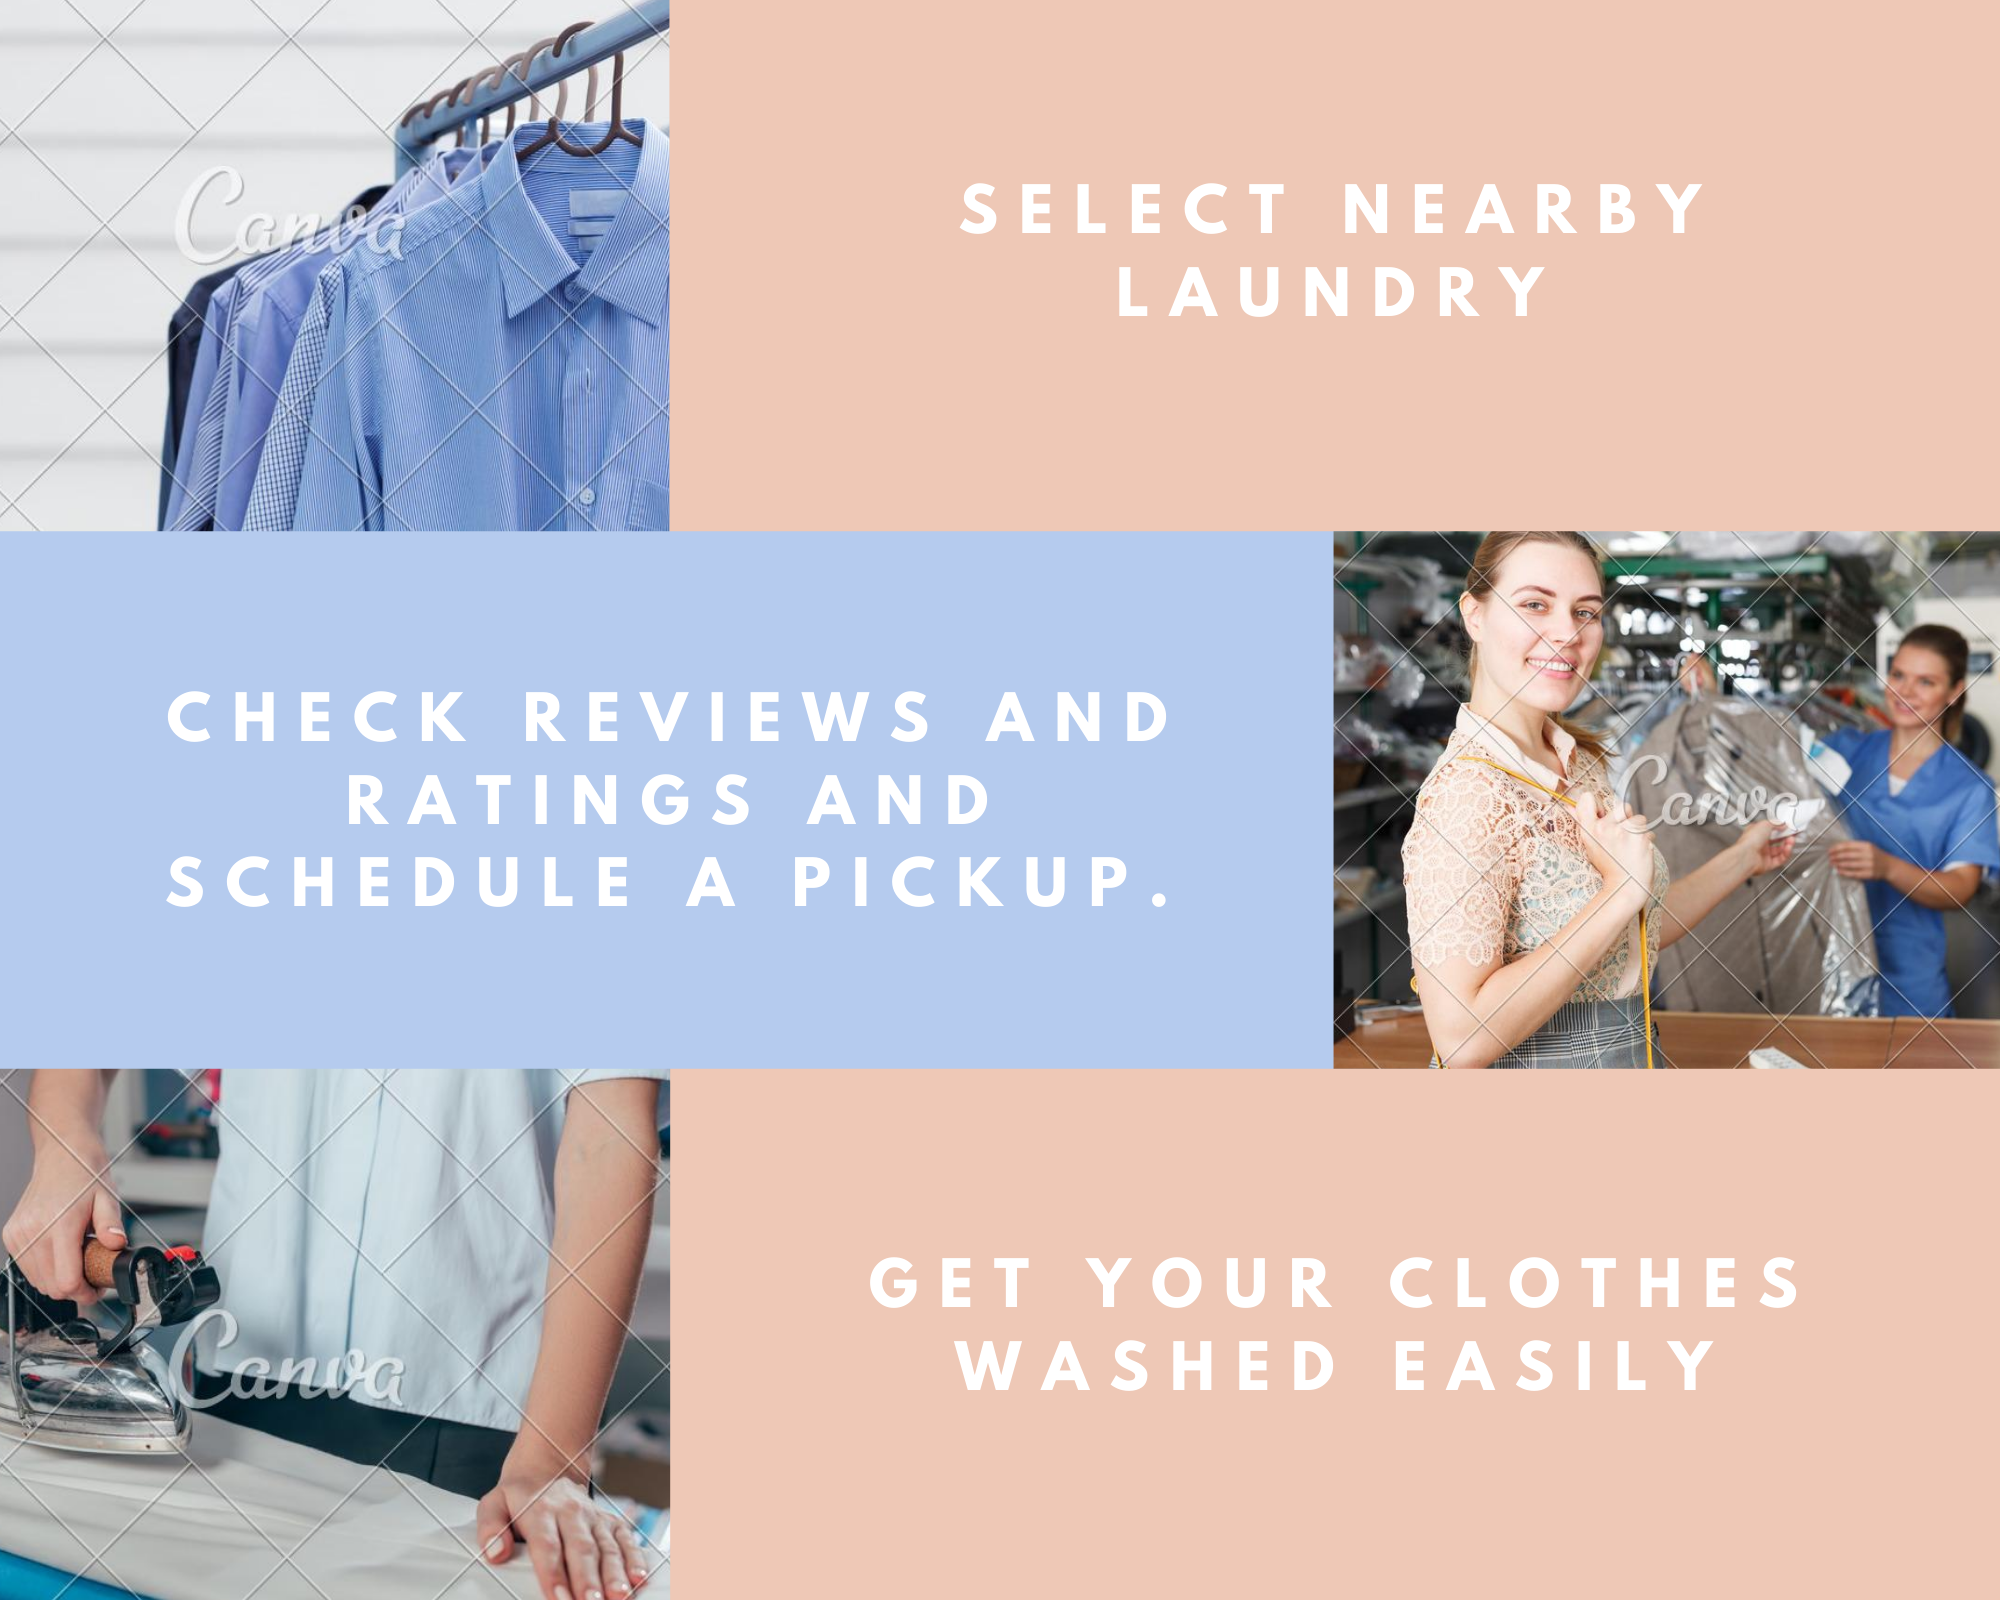 Canva
SELECT NEARBY
LAUNDRY
CHECK REVIEWS AND
RATINGS AND
SCHEDULE A PICKUP.
Canva
Canva
GET YOUR CLOTHES
WASHED EASILY